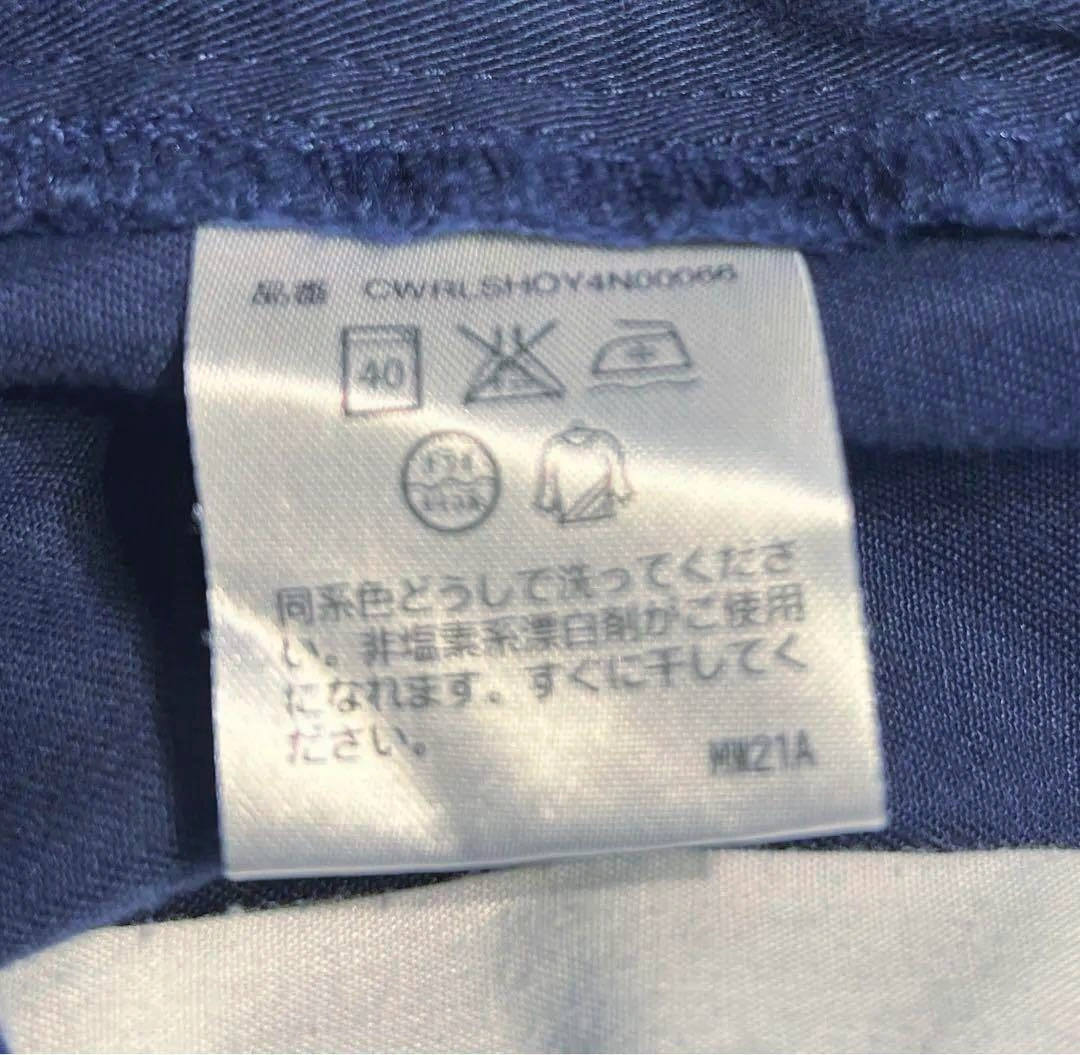 品番 CWRLSHOY4N00066
40
ドライ
同系色どうしで洗ってくださ
い。非塩素系漂白剤がご使用
になれます。すぐに干してく
ださい。
MW21A